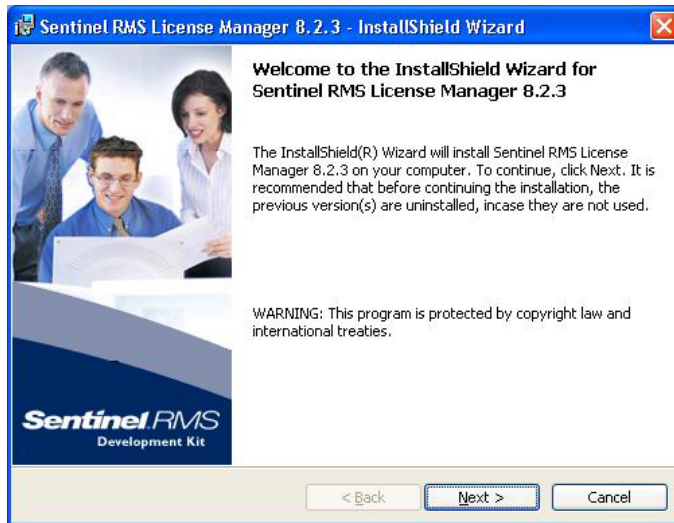 Sentinel RMS License Manager 8.2.3 - InstallShield Wizard
Welcome to the InstallShield Wizard for
Sentinel RMS License Manager 8.2.3
The InstallShield(R) Wizard will install Sentinel RMS License
Manager 8.2.3 on your computer. To continue, click Next. It is
recommended that before continuing the installation, the
previous version(s) are uninstalled, incase they are not used.
WARNING: This program is protected by copyright law and
international treaties.
Sentinel.RMS
Development Kit
< Back
Next >
Cancel